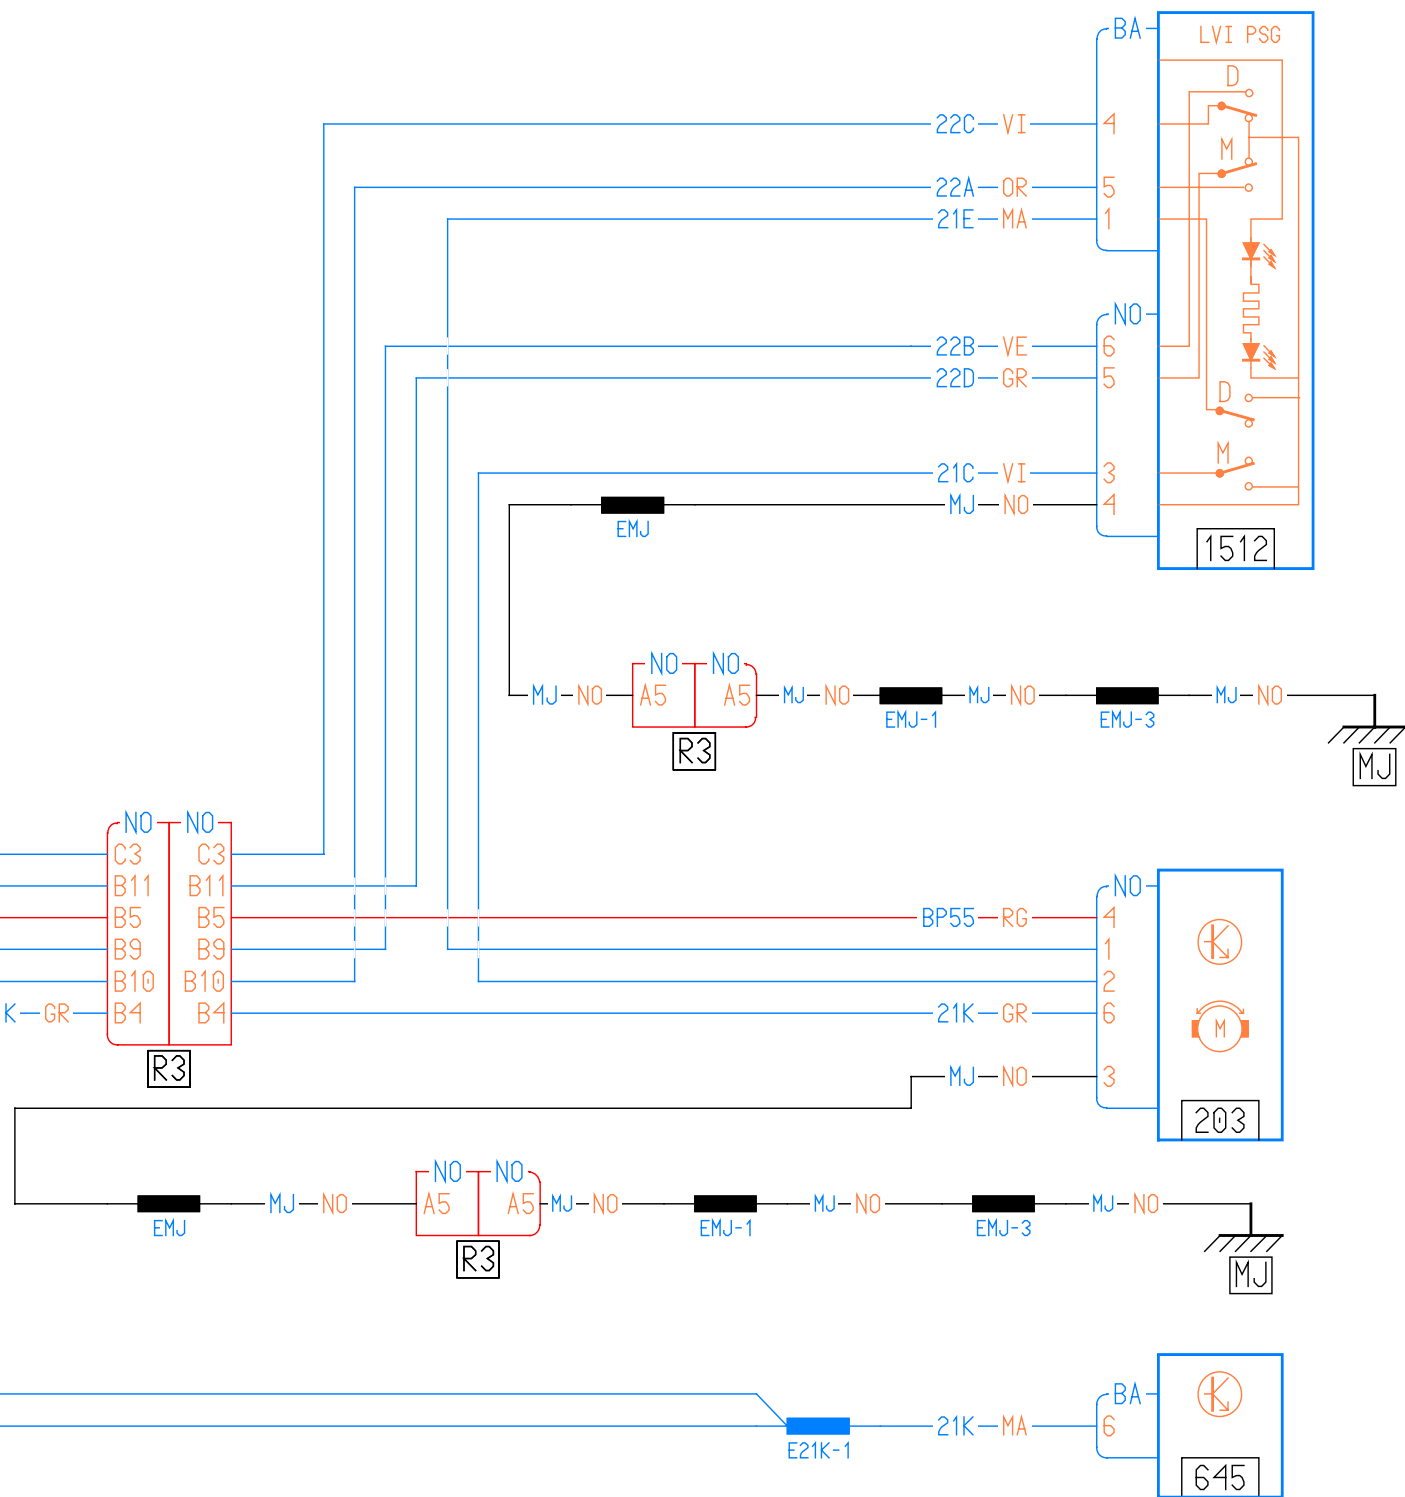 BA
LVI PSG
D
22C VI 4
M
22A OR 5
21E MA 1
NO
22B VE 6
22D GR 5
D
M
21C VI 3
MJ NO 4
EMJ
1512
NO NO
MJ NO A5 A5 MJ NO MJ NO MJ NO
EMJ-1 EMJ-3
R3
MJ
NO NO
C3 C3
B11 B11
NO
B5 B5 BP55 RG 4
B9 B9 1
B10 B10 2
K GR B4 B4 21K GR 6
M
R3
MJ NO 3
203
NO NO
MJ NO A5 A5 MJ NO MJ NO MJ NO
EMJ EMJ-1 EMJ-3
R3
MJ
BA
21K MA 6
E21K-1
645